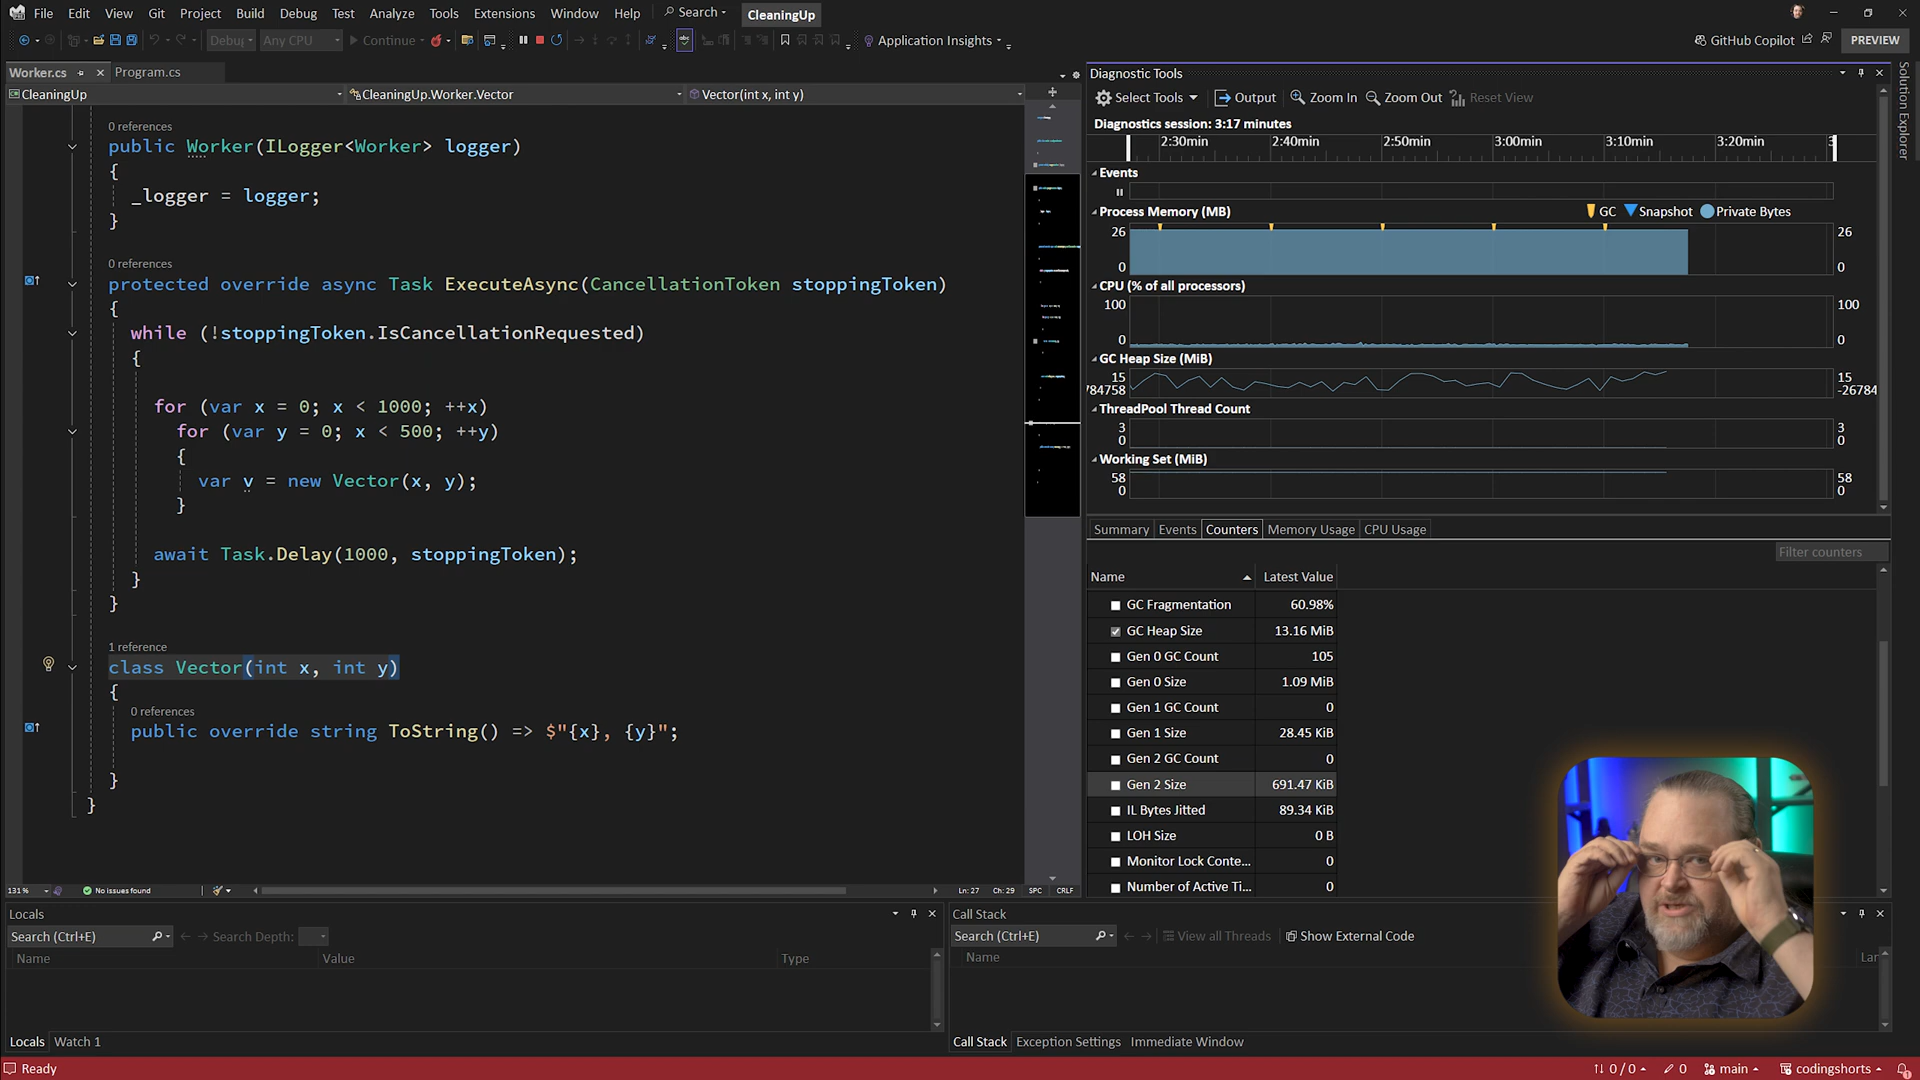 File Edit View Git Project Build Debug Test Analyze Tools Extensions Window Help Search CleaningUp
Debug Any CPU Continue Application Insights GitHub Copilot PREVIEW
Worker.cs Program.cs
CleaningUp CleaningUp.Worker.Vector Vector(int x, int y)
0 references
public Worker(ILogger<Worker> logger)
{
_logger = logger;
}
0 references
protected override async Task ExecuteAsync(CancellationToken stoppingToken)
{
while (!stoppingToken.IsCancellationRequested)
{
for (var x = 0; x < 1000; ++x)
for (var y = 0; x < 500; ++y)
{
var v = new Vector(x, y);
}
await Task.Delay(1000, stoppingToken);
}
}
1 reference
class Vector(int x, int y)
{
0 references
public override string ToString() => $"{x}, {y}";
}
}
131% No issues found Ln: 27 Ch: 29 SPC CRLF
Diagnostic Tools
Select Tools Output Zoom In Zoom Out Reset View
Diagnostics session: 3:17 minutes
2:30min 2:40min 2:50min 3:00min 3:10min 3:20min 3
Events
Process Memory (MB) GC Snapshot Private Bytes
26 26
0 0
CPU (% of all processors)
100 100
0 0
GC Heap Size (MiB)
15 15
784758 -26784
ThreadPool Thread Count
3 3
0 0
Working Set (MiB)
58 58
0 0
Summary Events Counters Memory Usage CPU Usage
Filter counters
Name Latest Value
GC Fragmentation 60.98%
GC Heap Size 13.16 MiB
Gen 0 GC Count 105
Gen 0 Size 1.09 MiB
Gen 1 GC Count 0
Gen 1 Size 28.45 KiB
Gen 2 GC Count 0
Gen 2 Size 691.47 KiB
IL Bytes Jitted 89.34 KiB
LOH Size 0 B
Monitor Lock Conte... 0
Number of Active Ti... 0
Solution Explorer
Locals
Search (Ctrl+E) Search Depth:
Name Value Type
Locals Watch 1
Call Stack
Search (Ctrl+E) View all Threads Show External Code
Name Lar
Call Stack Exception Settings Immediate Window
Ready 0 / 0 0 main codingshorts